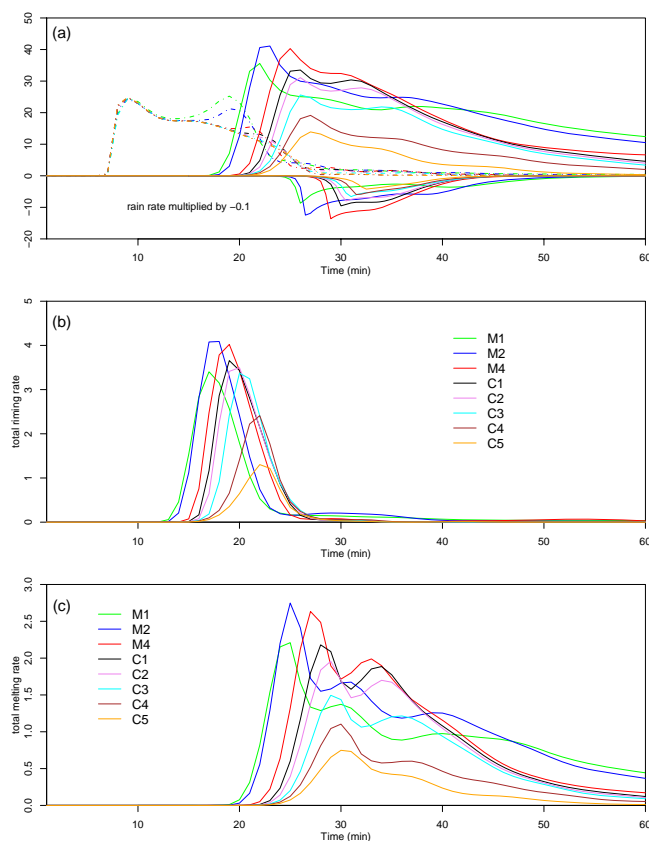 (a)
50
40
30
20
10
0
−10
−20
rain rate multiplied by −0.1
10 20 30 40 50 60
Time (min)
(b)
5
4
3
2
1
0
total riming rate
M1
M2
M4
C1
C2
C3
C4
C5
10 20 30 40 50 60
Time (min)
(c)
3.0
2.5
2.0
1.5
1.0
0.5
0.0
total melting rate
M1
M2
M4
C1
C2
C3
C4
C5
10 20 30 40 50 60
Time (min)